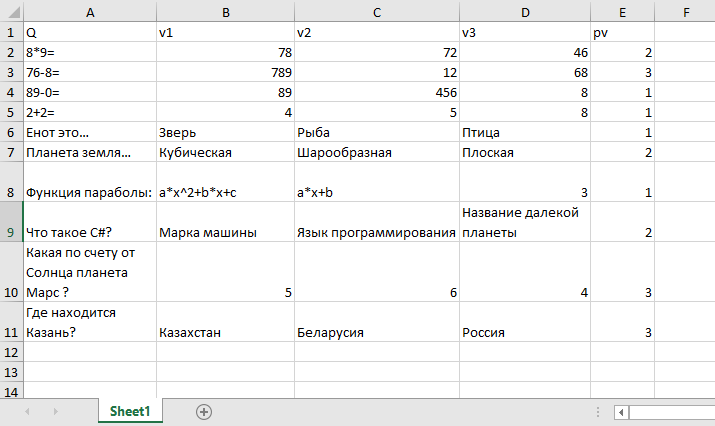 A B C D E F
1 Q v1 v2 v3 pv
2 8*9= 78 72 46 2
3 76-8= 789 12 68 3
4 89-0= 89 456 8 1
5 2+2= 4 5 8 1
6 Енот это… Зверь Рыба Птица 1
7 Планета земля… Кубическая Шарообразная Плоская 2
8 Функция параболы: a*x^2+b*x+c a*x+b 3 1
Название далекой
9 Что такое C#? Марка машины Язык программирования планеты 2
Какая по счету от
Солнца планета
10 Марс ? 5 6 4 3
Где находится
11 Казань? Казахстан Беларусия Россия 3
12
13
14
Sheet1